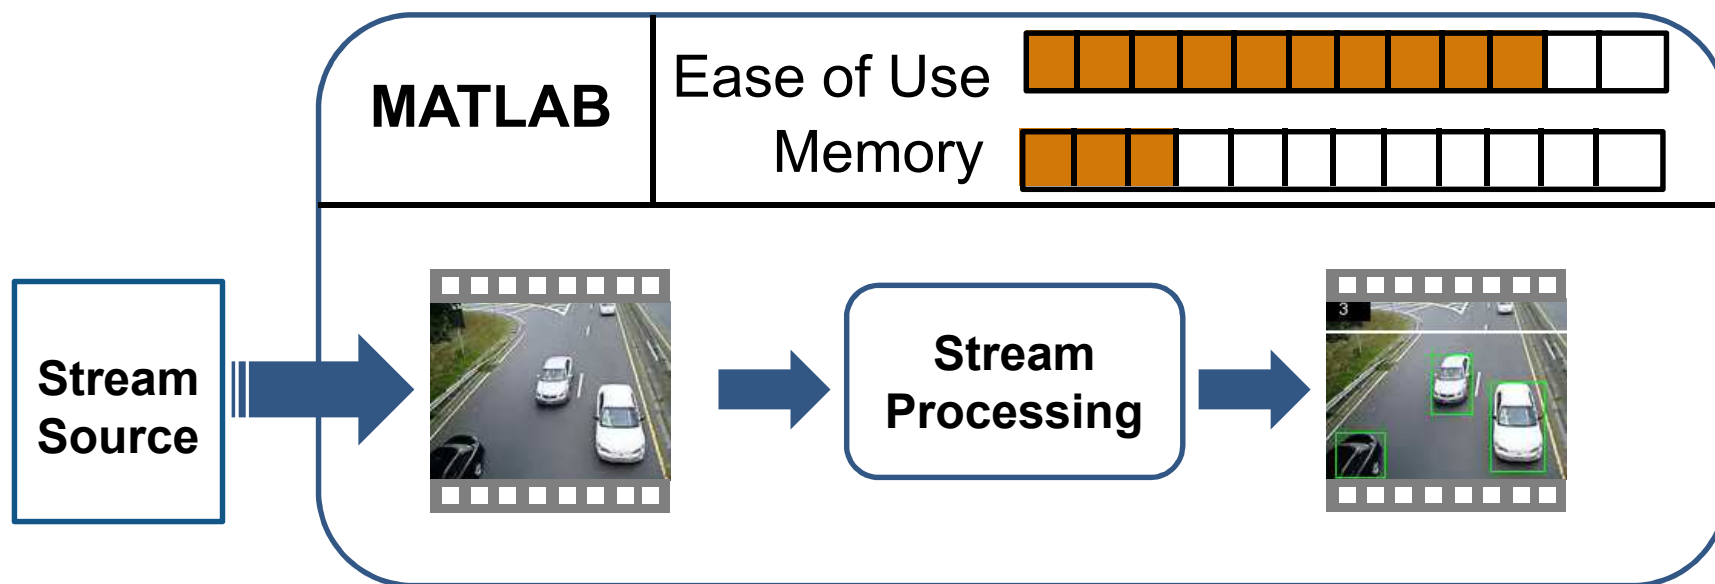 MATLAB
Ease of Use
Memory
Stream
Source
Stream
Processing
3